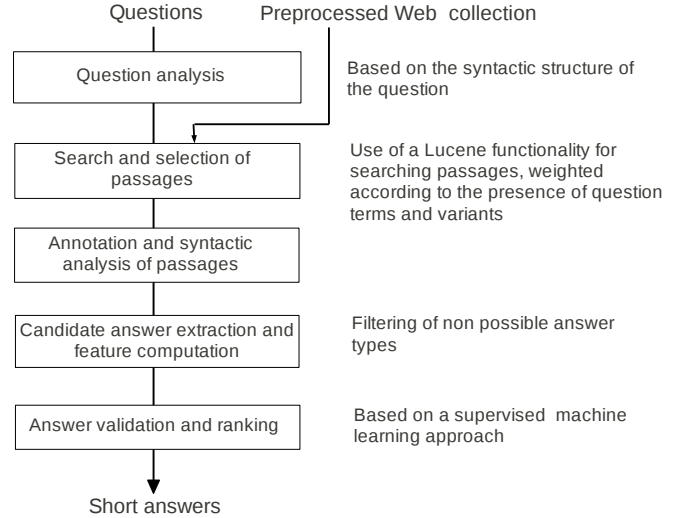 Questions
Preprocessed Web collection
Question analysis
Based on the syntactic structure of
the question
Search and selection of
passages
Use of a Lucene functionality for
searching passages, weighted
according to the presence of question
terms and variants
Annotation and syntactic
analysis of passages
Candidate answer extraction and
feature computation
Filtering of non possible answer
types
Answer validation and ranking
Based on a supervised machine
learning approach
Short answers